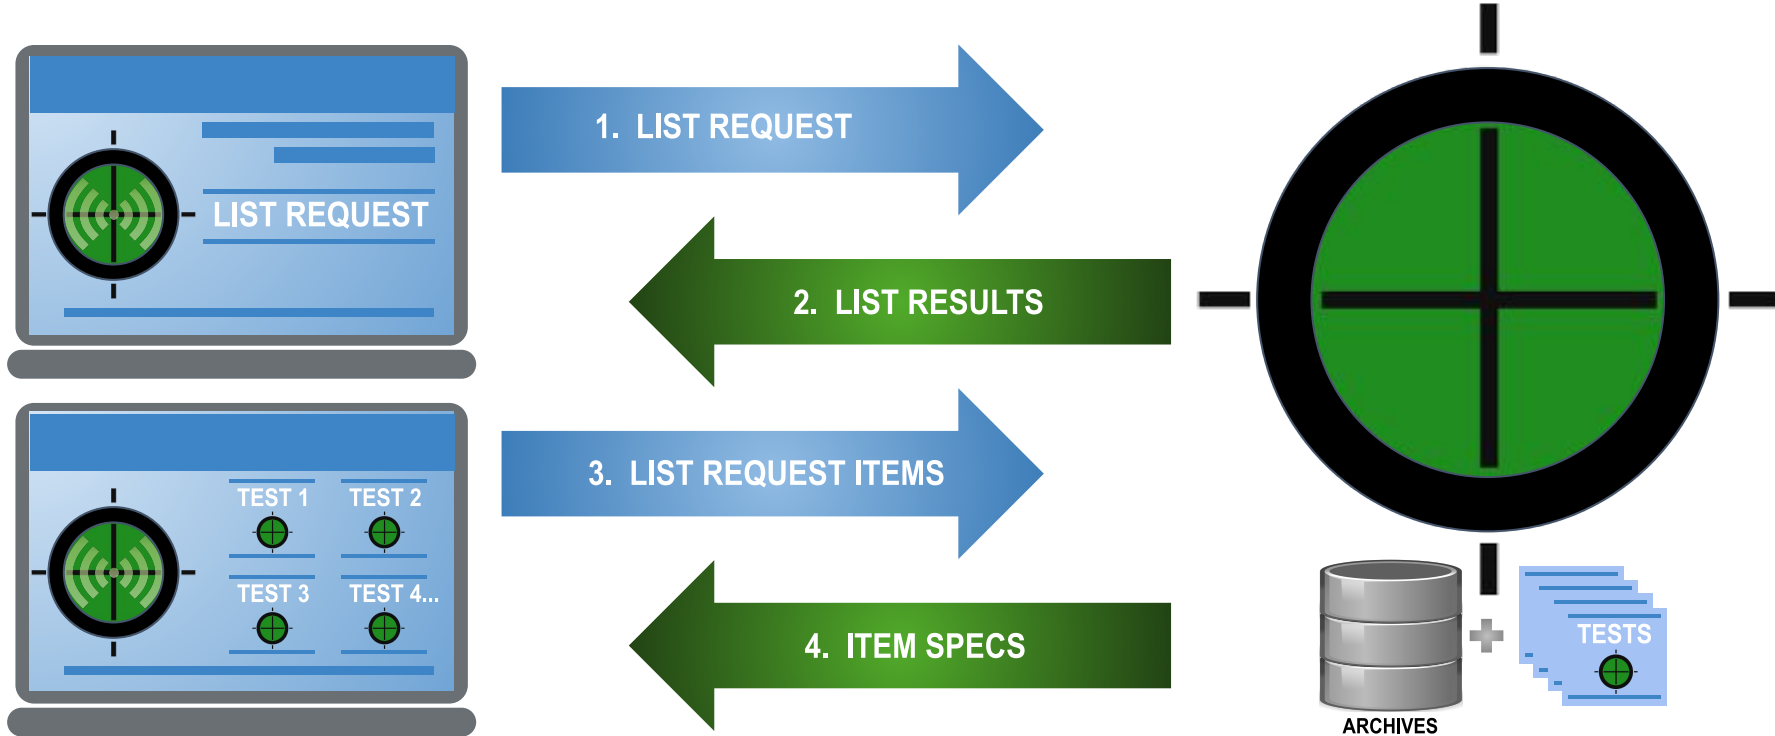 LIST REQUEST
1. LIST REQUEST
2. LIST RESULTS
3. LIST REQUEST ITEMS
4. ITEM SPECS
TEST 1
TEST 2
TEST 3
TEST 4...
TESTS
ARCHIVES